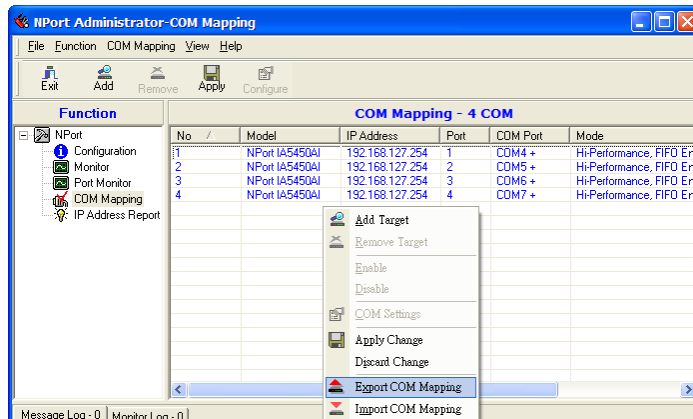 NPort Administrator-COM Mapping
File Function COM Mapping View Help
Exit Add Remove Apply Configure
Function
COM Mapping - 4 COM
NPort
Configuration
Monitor
Port Monitor
COM Mapping
IP Address Report
No Model IP Address Port COM Port Mode
1 NPort IA5450AI 192.168.127.254 1 COM4 + Hi-Performance, FIFO Er
2 NPort IA5450AI 192.168.127.254 2 COM5 + Hi-Performance, FIFO Er
3 NPort IA5450AI 192.168.127.254 3 COM6 + Hi-Performance, FIFO Er
4 NPort IA5450AI 192.168.127.254 4 COM7 + Hi-Performance, FIFO Er
Add Target
Remove Target
Enable
Disable
COM Settings
Apply Change
Discard Change
Export COM Mapping
Import COM Mapping
Message Log - 0 Monitor Log - 0